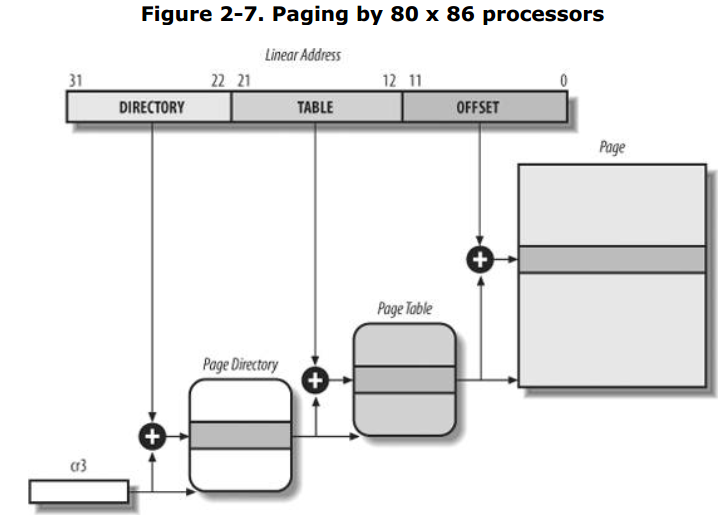 Figure 2-7. Paging by 80 x 86 processors
Linear Address
31 22 21 12 11 0
DIRECTORY TABLE OFFSET
Page
Page Table
Page Directory
cr3